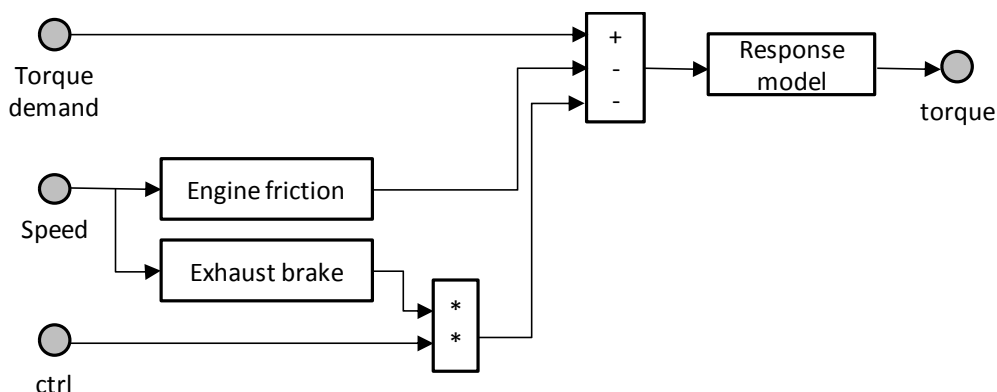 Torque
demand
+
-
-
Response
model
torque
Speed
Engine friction
Exhaust brake
*
*
ctrl